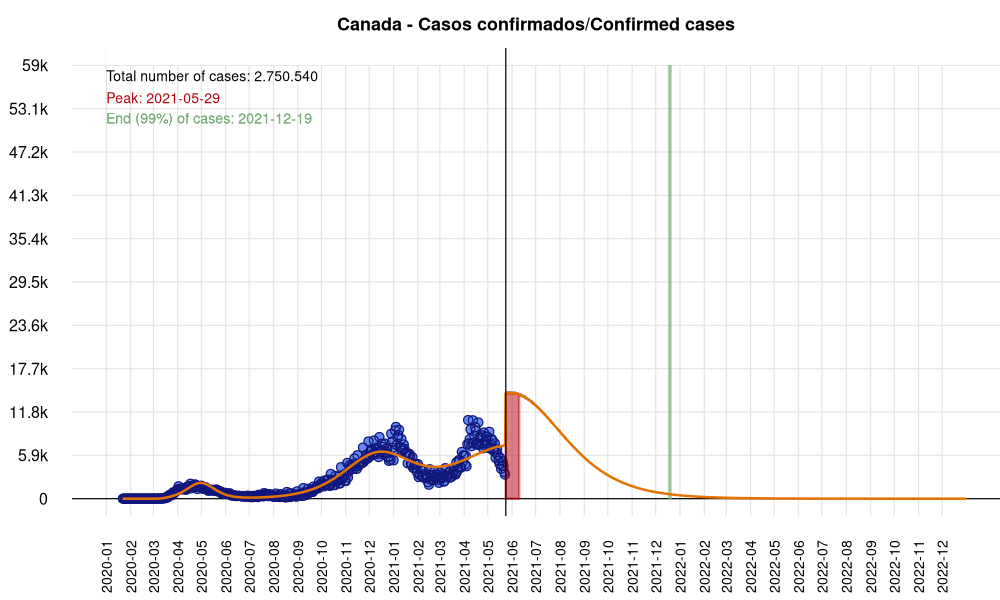 Canada - Casos confirmados/Confirmed cases
Total number of cases: 2.750.540
Peak: 2021-05-29
End (99%) of cases: 2021-12-19
59k
53.1k
47.2k
41.3k
35.4k
29.5k
23.6k
17.7k
11.8k
5.9k
0
2020-01
2020-02
2020-03
2020-04
2020-05
2020-06
2020-07
2020-08
2020-09
2020-10
2020-11
2020-12
2021-01
2021-02
2021-03
2021-04
2021-05
2021-06
2021-07
2021-08
2021-09
2021-10
2021-11
2021-12
2022-01
2022-02
2022-03
2022-04
2022-05
2022-06
2022-07
2022-08
2022-09
2022-10
2022-11
2022-12